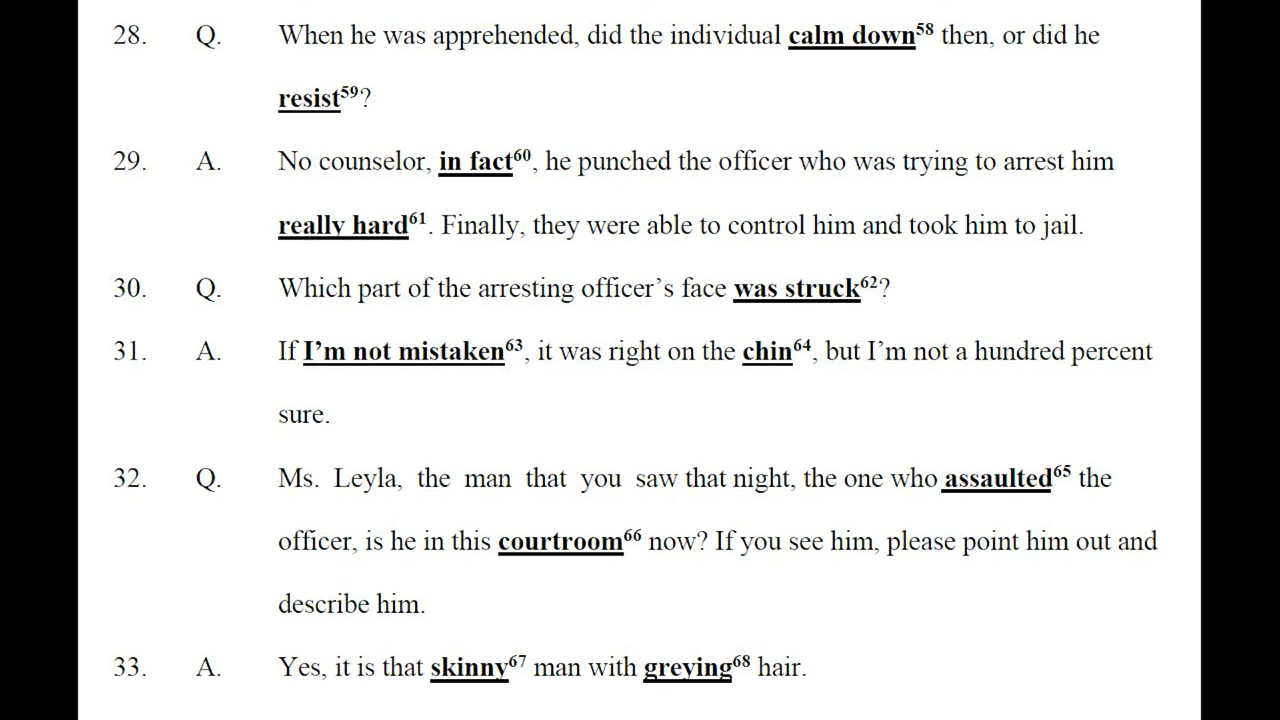 28. Q. When he was apprehended, did the individual calm down58 then, or did he
resist59?
29. A. No counselor, in fact60, he punched the officer who was trying to arrest him
really hard61. Finally, they were able to control him and took him to jail.
30. Q. Which part of the arresting officer’s face was struck62?
31. A. If I’m not mistaken63, it was right on the chin64, but I’m not a hundred percent
sure.
32. Q. Ms. Leyla, the man that you saw that night, the one who assaulted65 the
officer, is he in this courtroom66 now? If you see him, please point him out and
describe him.
33. A. Yes, it is that skinny67 man with greying68 hair.